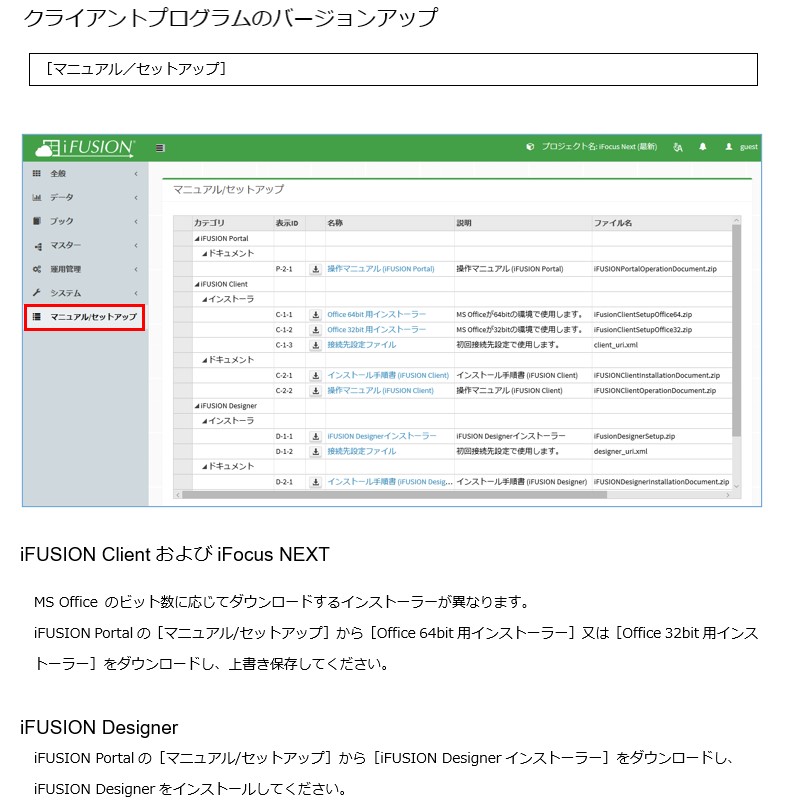 クライアントプログラムのバージョンアップ
［マニュアル／セットアップ］
iFUSION プロジェクト名: iFocus Next (最新) guest
全般
データ
ブック
マスター
運用管理
システム
マニュアル/セットアップ
マニュアル/セットアップ
カテゴリ 表示ID 名称 説明 ファイル名
iFUSION Portal
ドキュメント
P-2-1 操作マニュアル (iFUSION Portal) 操作マニュアル (iFUSION Portal) iFUSIONPortalOperationDocument.zip
iFUSION Client
インストーラ
C-1-1 Office 64bit 用インストーラー MS Officeが64bitの環境で使用します。 iFusionClientSetupOffice64.zip
C-1-2 Office 32bit 用インストーラー MS Officeが32bitの環境で使用します。 iFusionClientSetupOffice32.zip
C-1-3 接続先設定ファイル 初回接続先設定で使用します。 client_uri.xml
ドキュメント
C-2-1 インストール手順書 (iFUSION Client) インストール手順書 (iFUSION Client) iFUSIONClientInstallationDocument.zip
C-2-2 操作マニュアル (iFUSION Client) 操作マニュアル (iFUSION Client) iFUSIONClientOperationDocument.zip
iFUSION Designer
インストーラ
D-1-1 iFUSION Designerインストーラー iFUSION Designerインストーラー iFusionDesignerSetup.zip
D-1-2 接続先設定ファイル 初回接続先設定で使用します。 designer_uri.xml
ドキュメント
D-2-1 インストール手順書 (iFUSION Desig... インストール手順書 (iFUSION Designer) iFUSIONDesignerInstallationDocument.zip
iFUSION Client および iFocus NEXT
MS Office のビット数に応じてダウンロードするインストーラーが異なります。
iFUSION Portal の［マニュアル/セットアップ］から［Office 64bit 用インストーラー］又は［Office 32bit 用インス
トーラー］をダウンロードし、上書き保存してください。
iFUSION Designer
iFUSION Portal の［マニュアル/セットアップ］から［iFUSION Designer インストーラー］をダウンロードし、
iFUSION Designer をインストールしてください。